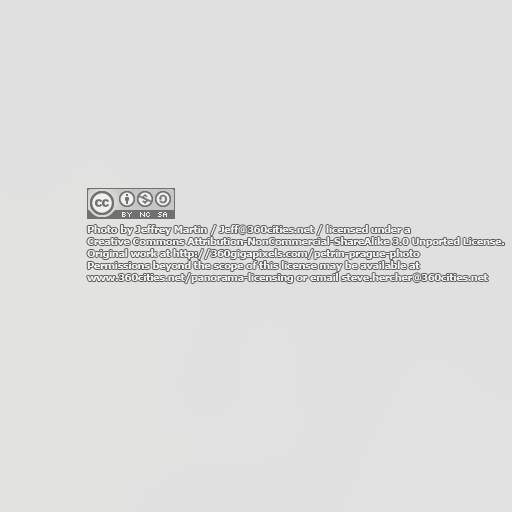 cc BY NC SA
Photo by Jeffrey Martin / Jeff@360cities.net / licensed under a
Creative Commons Attribution-NonCommercial-ShareAlike 3.0 Unported License.
Original work at http://360gigapixels.com/petrin-prague-photo
Permissions beyond the scope of this license may be available at
www.360cities.net/panorama-licensing or email steve.hercher@360cities.net